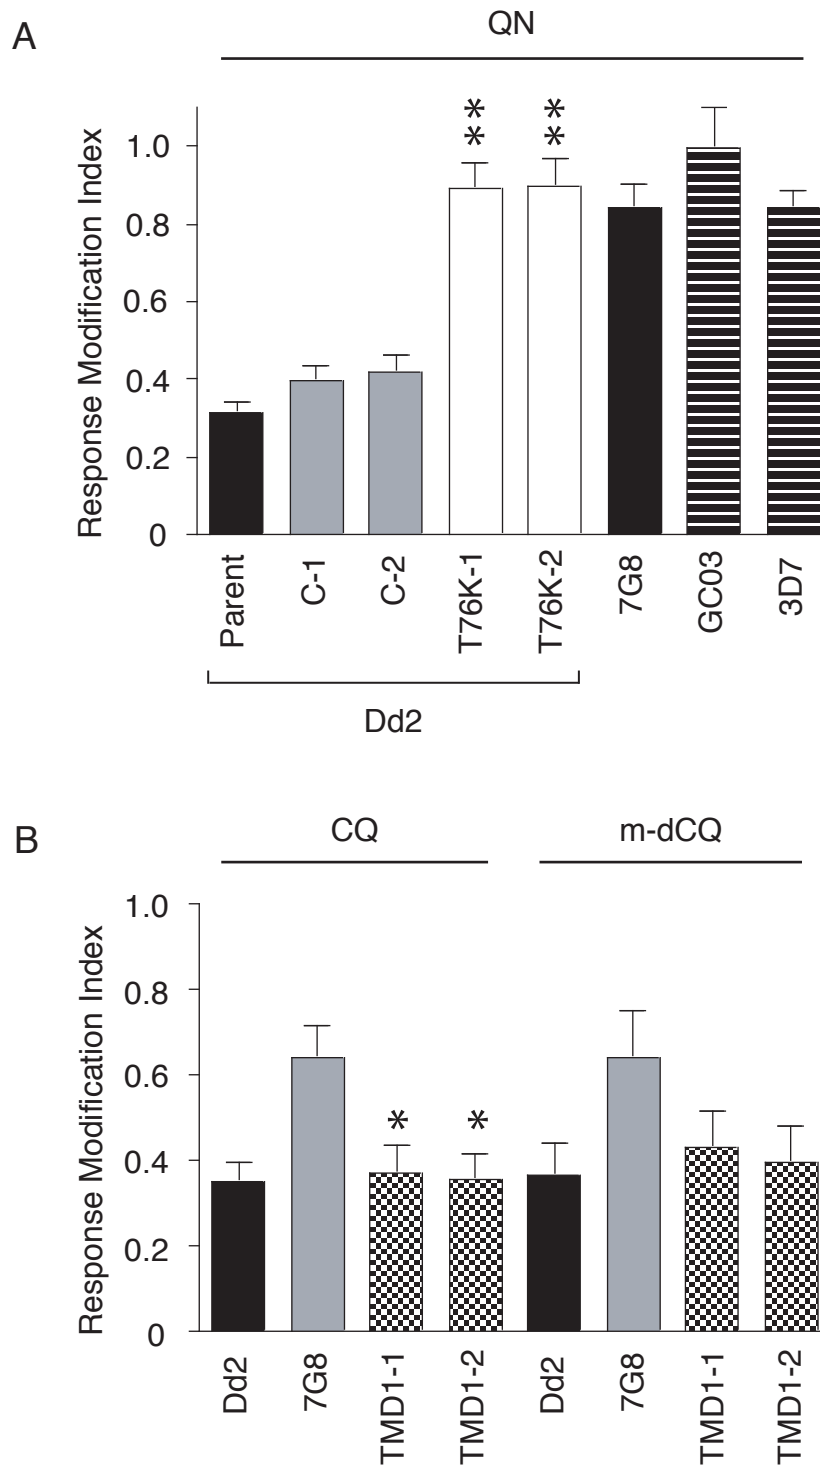 A
QN
Response Modification Index
1.0
0.8
0.6
0.4
0.2
0
* *
* *
Parent
C-1
C-2
T76K-1
T76K-2
7G8
GC03
3D7
Dd2
B
CQ
m-dCQ
Response Modification Index
1.0
0.8
0.6
0.4
0.2
0
*
*
Dd2
7G8
TMD1-1
TMD1-2
Dd2
7G8
TMD1-1
TMD1-2